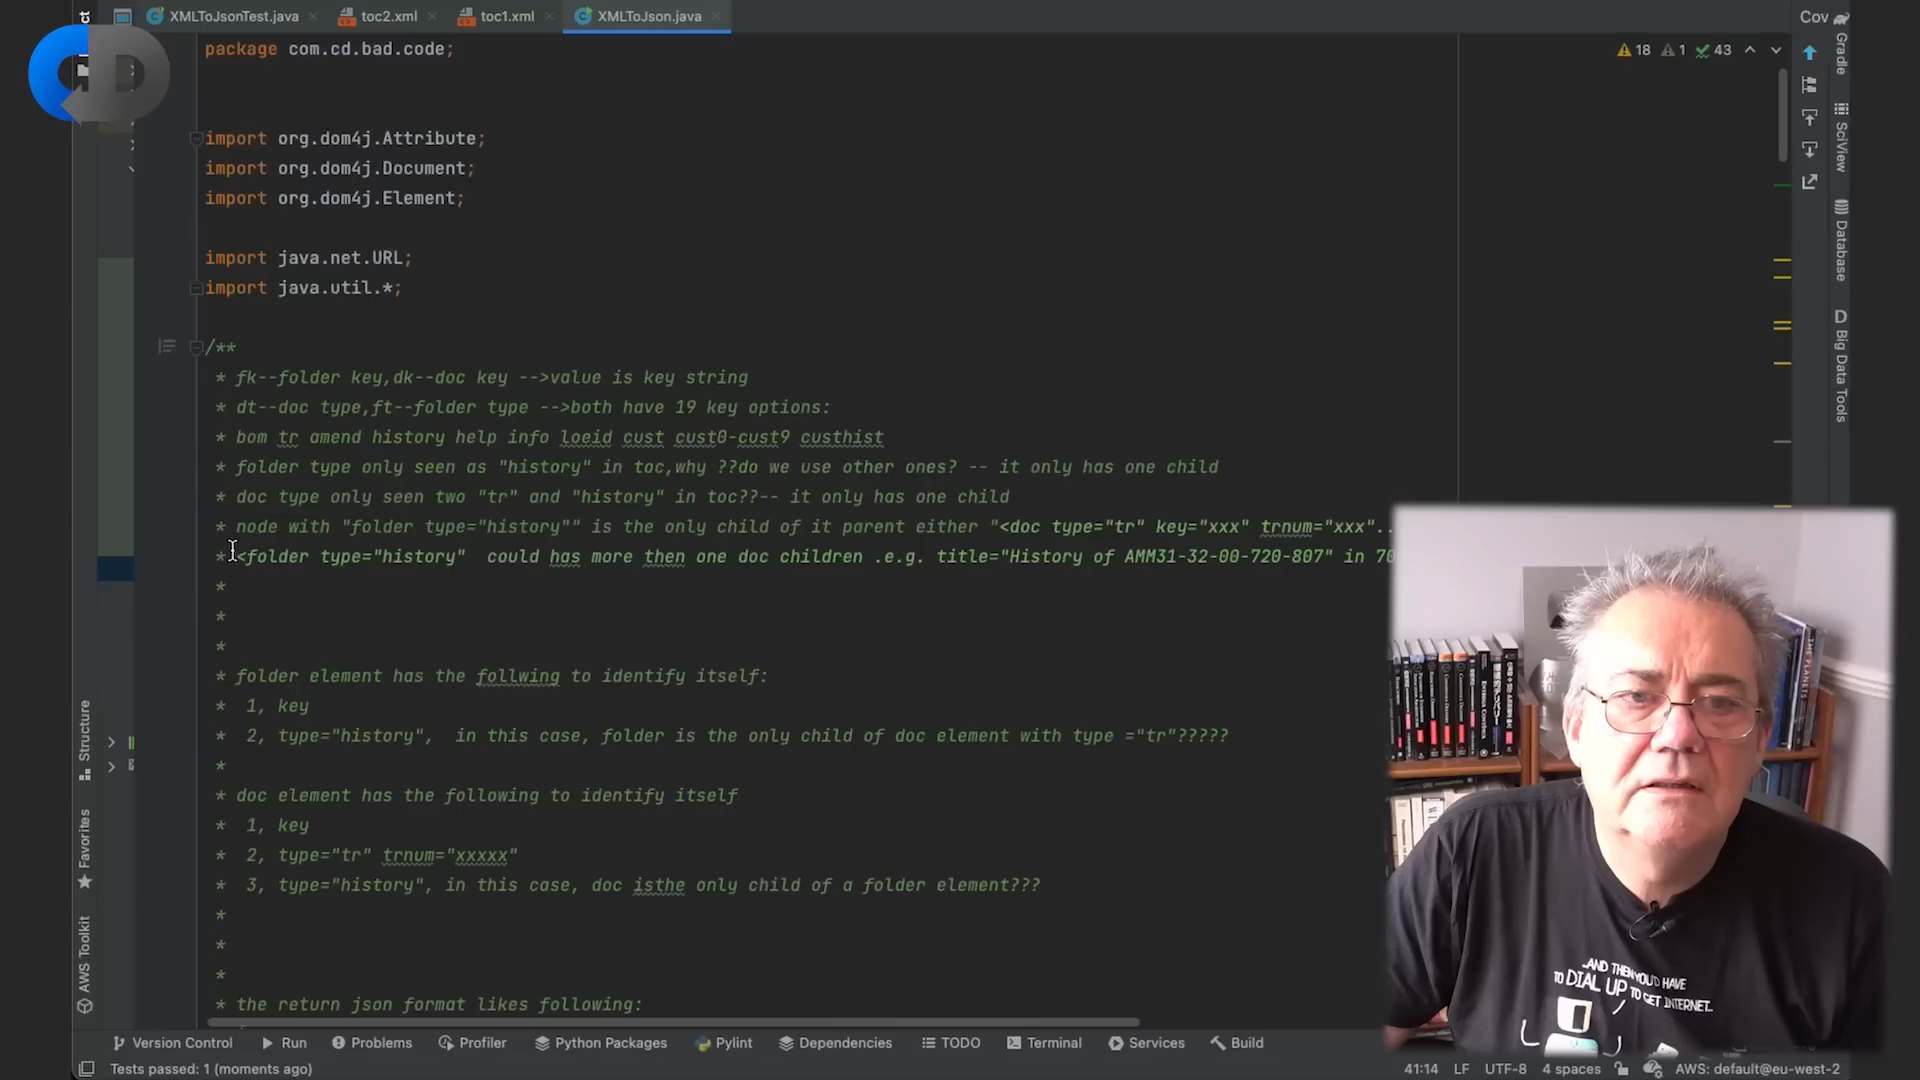 XMLToJsonTest.java
toc2.xml
toc1.xml
XMLToJson.java
Cov
package com.cd.bad.code;
18
1
43
import org.dom4j.Attribute;
import org.dom4j.Document;
import org.dom4j.Element;
import java.net.URL;
import java.util.*;
/**
* fk--folder key,dk--doc key -->value is key string
* dt--doc type,ft--folder type -->both have 19 key options:
* bom tr amend history help info loeid cust cust0-cust9 custhist
* folder type only seen as "history" in toc,why ??do we use other ones? -- it only has one child
* doc type only seen two "tr" and "history" in toc??-- it only has one child
* node with "folder type="history"" is the only child of it parent either "<doc type="tr" key="xxx" trnum="xxx"..
* <folder type="history"  could has more then one doc children .e.g. title="History of AMM31-32-00-720-807" in 70
*
*
*
* folder element has the follwing to identify itself:
*  1, key
*  2, type="history",  in this case, folder is the only child of doc element with type ="tr"?????
*
* doc element has the following to identify itself
*  1, key
*  2, type="tr" trnum="xxxxx"
*  3, type="history", in this case, doc isthe only child of a folder element???
*
*
*
* the return json format likes following:
Gradle
SciView
Database
D Big Data Tools
Structure
Favorites
AWS Toolkit
THE PLANETS
...AND THEN YOU'D HAVE
TO DIAL UP TO GET INTERNET...
Version Control
Run
Problems
Profiler
Python Packages
Pylint
Dependencies
TODO
Terminal
Services
Build
Tests passed: 1 (moments ago)
41:14
LF
UTF-8
4 spaces
AWS: default@eu-west-2